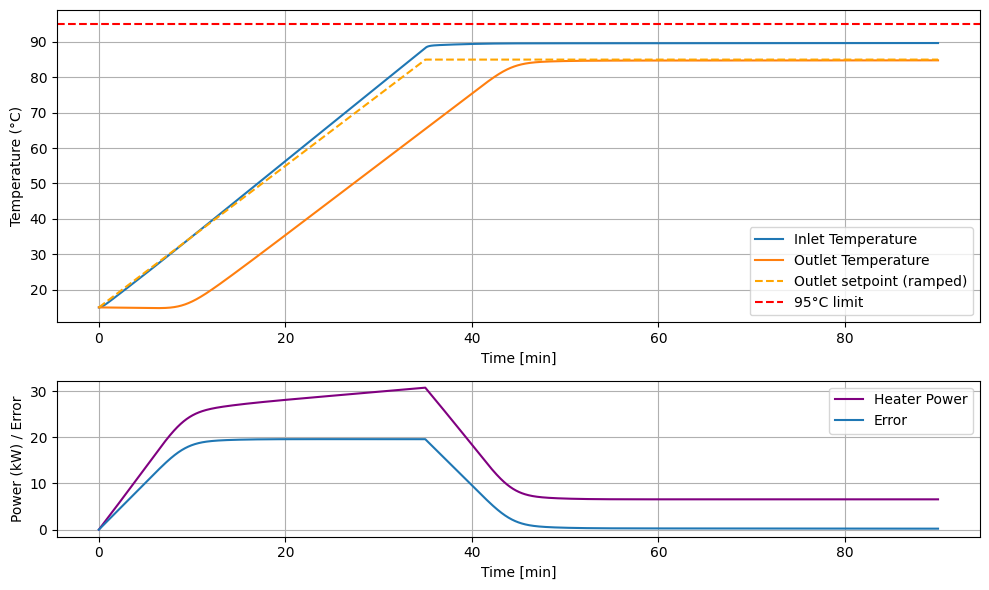 Temperature (°C)
90
80
70
60
50
40
30
20
Inlet Temperature
Outlet Temperature
Outlet setpoint (ramped)
95°C limit
0 20 40 60 80
Time [min]
Power (kW) / Error
30
20
10
0
Heater Power
Error
0 20 40 60 80
Time [min]